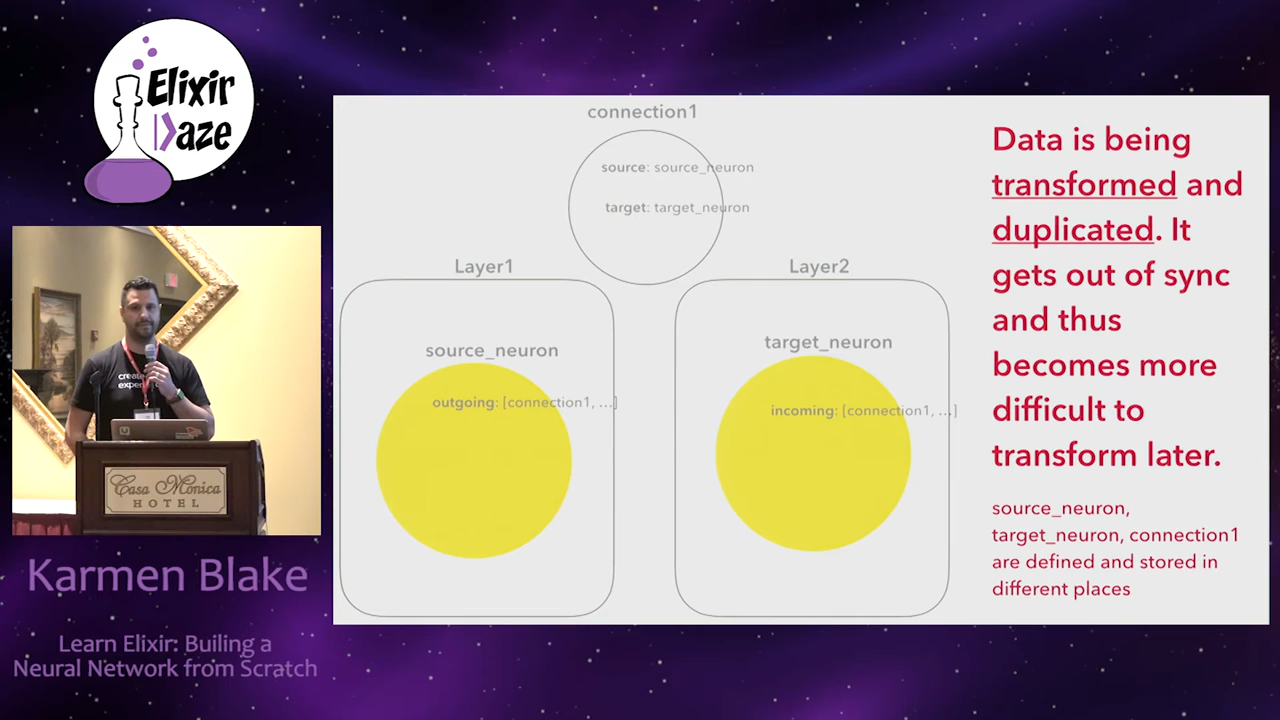 Elixir
Daze
connection1
source: source_neuron
target: target_neuron
Layer1
Layer2
source_neuron
target_neuron
outgoing: [connection1, ...]
incoming: [connection1, ...]
Data is being
transformed and
duplicated. It
gets out of sync
and thus
becomes more
difficult to
transform later.
source_neuron,
target_neuron, connection1
are defined and stored in
different places
Casa Monica
HOTEL
Karmen Blake
Learn Elixir: Builing a
Neural Network from Scratch